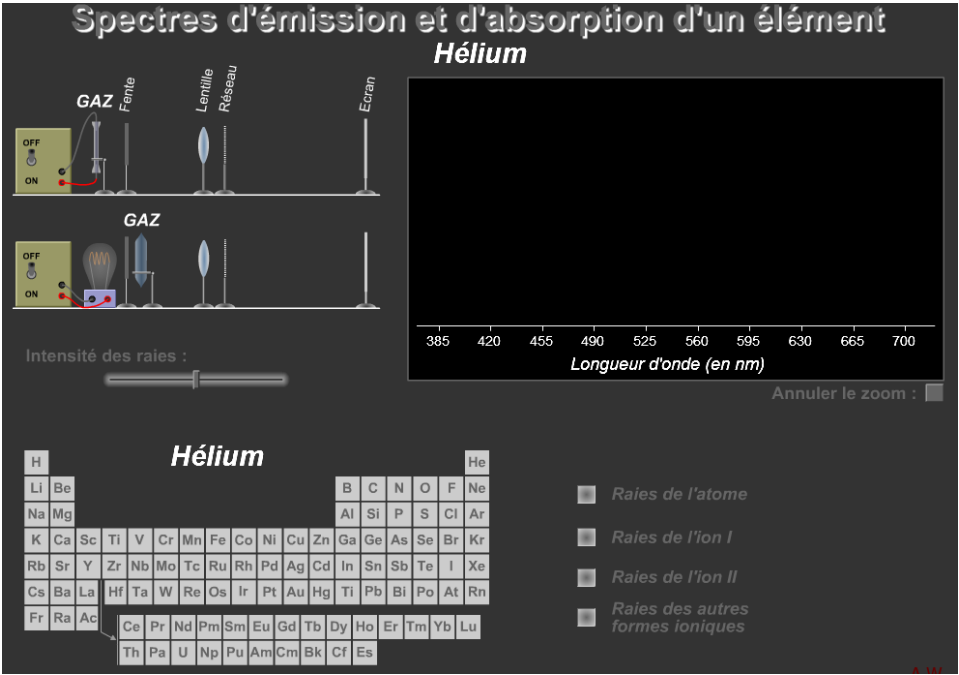 Spectres d'émission et d'absorption d'un élément
Hélium
GAZ
Fente
Lentille
Réseau
Ecran
OFF
ON
GAZ
OFF
ON
385 420 455 490 525 560 595 630 665 700
Longueur d'onde (en nm)
Intensité des raies :
Annuler le zoom :
Hélium
H He
Li Be B C N O F Ne
Na Mg Al Si P S Cl Ar
K Ca Sc Ti V Cr Mn Fe Co Ni Cu Zn Ga Ge As Se Br Kr
Rb Sr Y Zr Nb Mo Tc Ru Rh Pd Ag Cd In Sn Sb Te I Xe
Cs Ba La Hf Ta W Re Os Ir Pt Au Hg Ti Pb Bi Po At Rn
Fr Ra Ac
Ce Pr Nd Pm Sm Eu Gd Tb Dy Ho Er Tm Yb Lu
Th Pa U Np Pu Am Cm Bk Cf Es
Raies de l'atome
Raies de l'ion I
Raies de l'ion II
Raies des autres
formes ioniques
A.W.